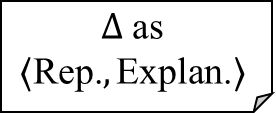 Δ as
⟨Rep., Explan.⟩